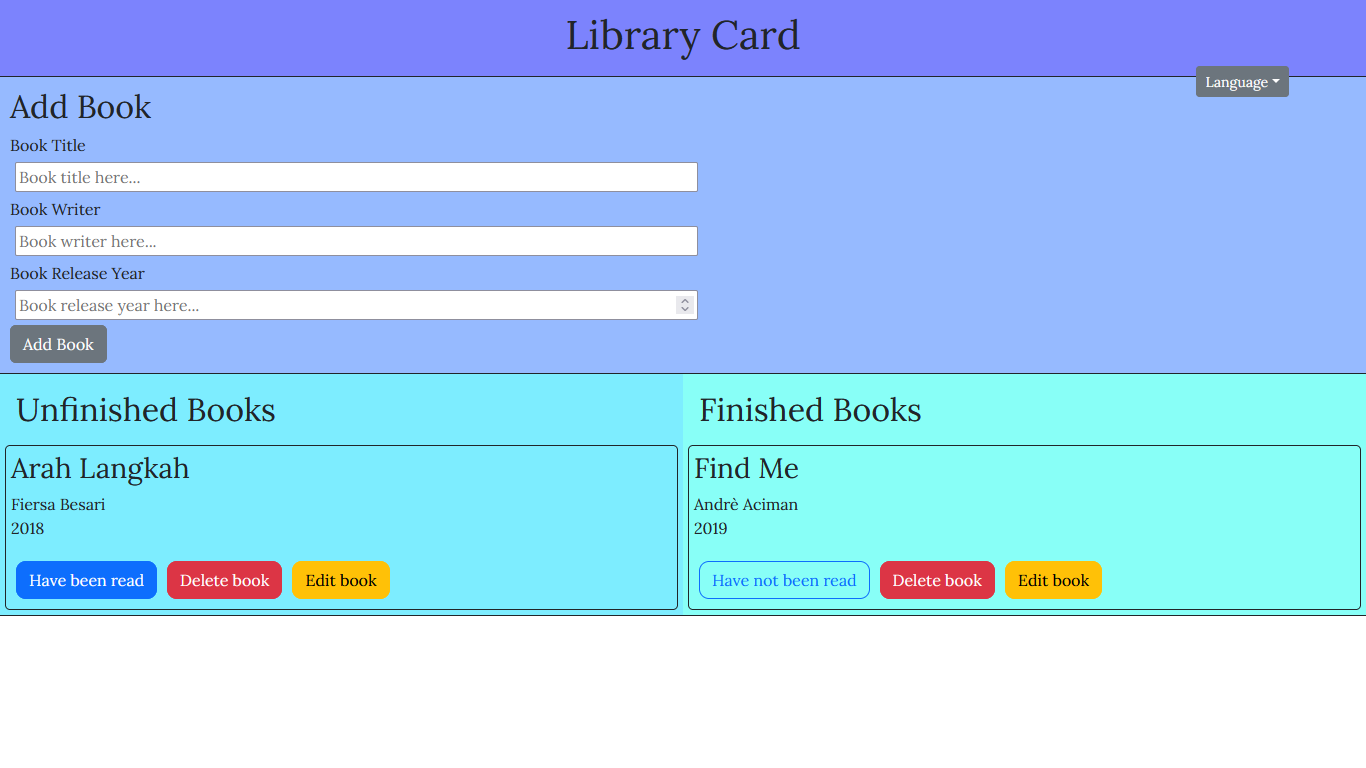 Library Card
Language
Add Book
Book Title
Book title here...
Book Writer
Book writer here...
Book Release Year
Book release year here...
Add Book
Unfinished Books
Arah Langkah
Fiersa Besari
2018
Have been read Delete book Edit book
Finished Books
Find Me
Andrè Aciman
2019
Have not been read Delete book Edit book